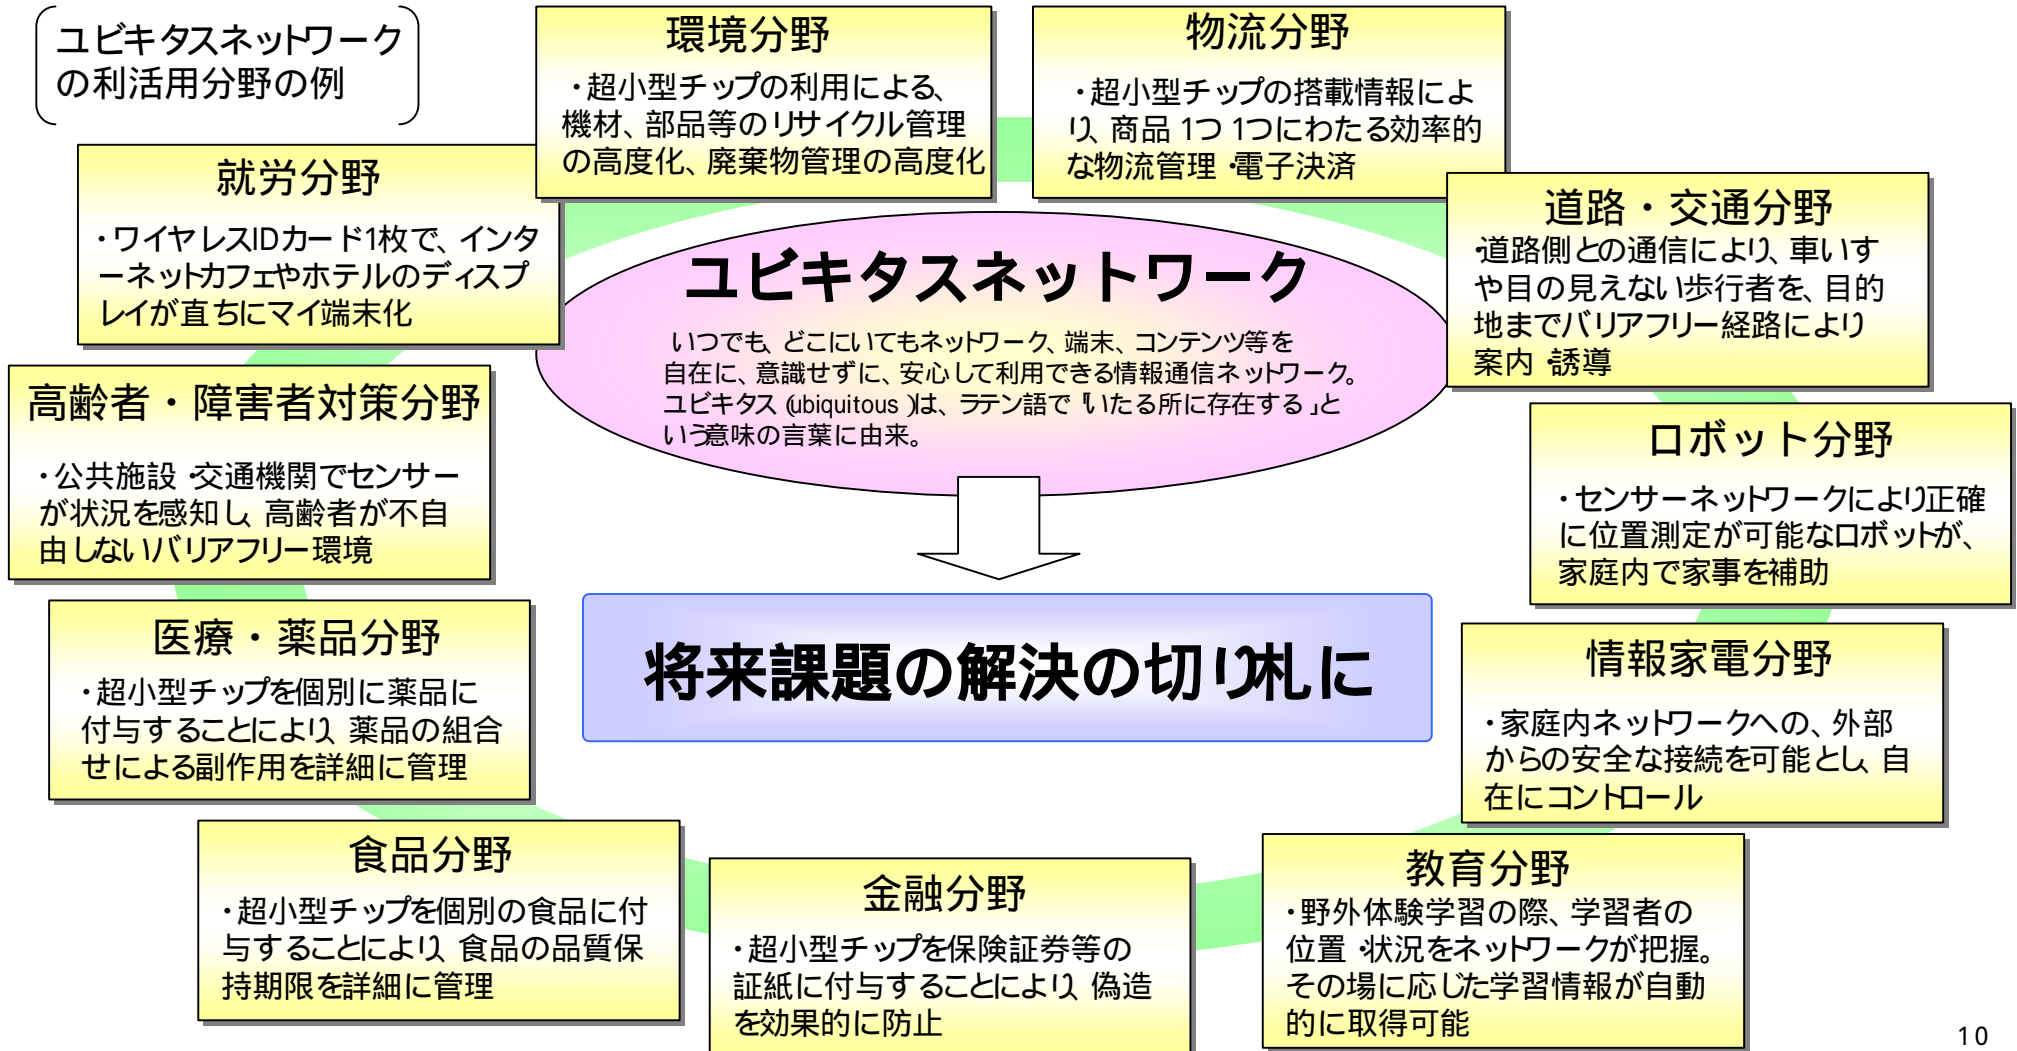 ユビキタスネットワーク
の利活用分野の例
環境分野
・超小型チップの利用による、
機材、部品等のリサイクル管理
の高度化、廃棄物管理の高度化
物流分野
・超小型チップの搭載情報によ
り、商品1つ1つにわたる効率的
な物流管理・電子決済
就労分野
・ワイヤレスIDカード1枚で、インタ
ーネットカフェやホテルのディスプ
レイが直ちにマイ端末化
道路・交通分野
・道路側との通信により、車いす
や目の見えない歩行者を、目的
地までバリアフリー経路により
案内・誘導
ユビキタスネットワーク
いつでも、どこにいてもネットワーク、端末、コンテンツ等を
自在に、意識せずに、安心して利用できる情報通信ネットワーク。
ユビキタス(ubiquitous)は、ラテン語で「いたる所に存在する」と
いう意味の言葉に由来。
高齢者・障害者対策分野
・公共施設・交通機関でセンサー
が状況を感知し、高齢者が不自
由しないバリアフリー環境
ロボット分野
・センサーネットワークにより正確
に位置測定が可能なロボットが、
家庭内で家事を補助
将来課題の解決の切り札に
医療・薬品分野
・超小型チップを個別に薬品に
付与することにより、薬品の組合
せによる副作用を詳細に管理
情報家電分野
・家庭内ネットワークへの、外部
からの安全な接続を可能とし、自
在にコントロール
食品分野
・超小型チップを個別の食品に付
与することにより、食品の品質保
持期限を詳細に管理
金融分野
・超小型チップを保険証券等の
証紙に付与することにより、偽造
を効果的に防止
教育分野
・野外体験学習の際、学習者の
位置・状況をネットワークが把握。
その場に応じた学習情報が自動
的に取得可能
10